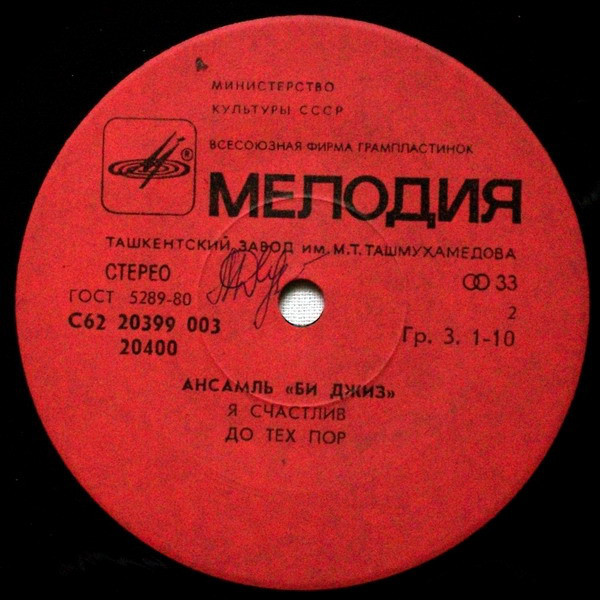 МИНИСТЕРСТВО
КУЛЬТУРЫ СССР
ВСЕСОЮЗНАЯ ФИРМА ГРАМПЛАСТИНОК
МЕЛОДИЯ
ТАШКЕНТСКИЙ ЗАВОД ИМ. М.Т. ТАШМУХАМЕДОВА
СТЕРЕО
33
ГОСТ 5289-80
2
С62 20399 003
Гр. 3. 1-10
20400
АНСАМЛЬ «БИ ДЖИЗ»
Я СЧАСТЛИВ
ДО ТЕХ ПОР